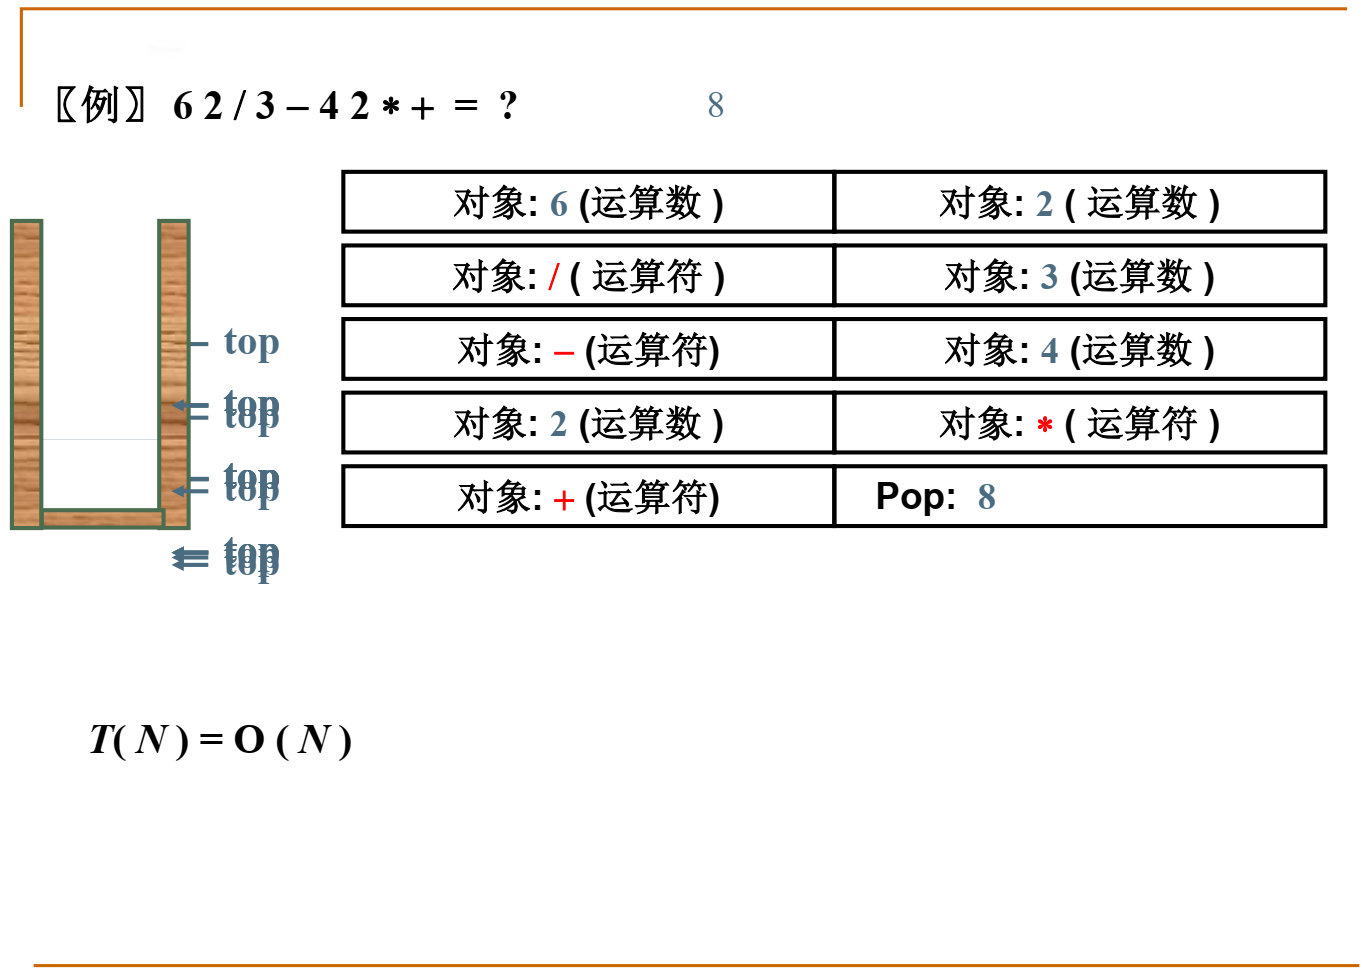 〖例〗 6 2 / 3 – 4 2 * + = ? 8
对象: 6 (运算数 )
对象: 2 ( 运算数 )
对象: / ( 运算符 )
对象: 3 (运算数 )
top
对象: – (运算符)
对象: 4 (运算数 )
top
top
对象: 2 (运算数 )
对象: * ( 运算符 )
top
top
对象: + (运算符)
Pop: 8
top
top
top
T( N ) = O ( N )